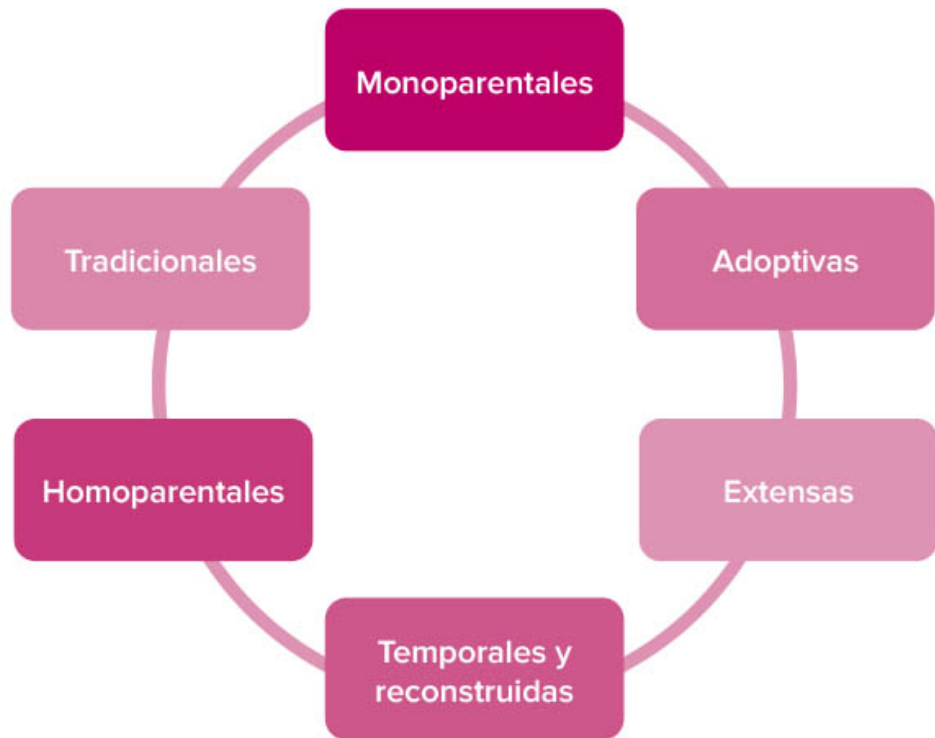 Monoparentales
Tradicionales
Adoptivas
Homoparentales
Extensas
Temporales y
reconstruidas